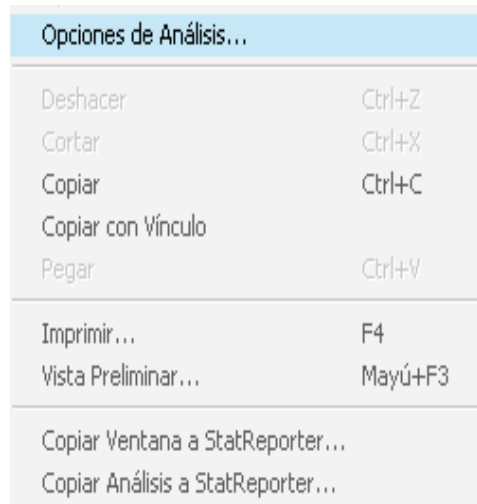 Opciones de Análisis...
Deshacer Ctrl+Z
Cortar Ctrl+X
Copiar Ctrl+C
Copiar con Vínculo
Pegar Ctrl+V
Imprimir... F4
Vista Preliminar... Mayú+F3
Copiar Ventana a StatReporter...
Copiar Análisis a StatReporter...